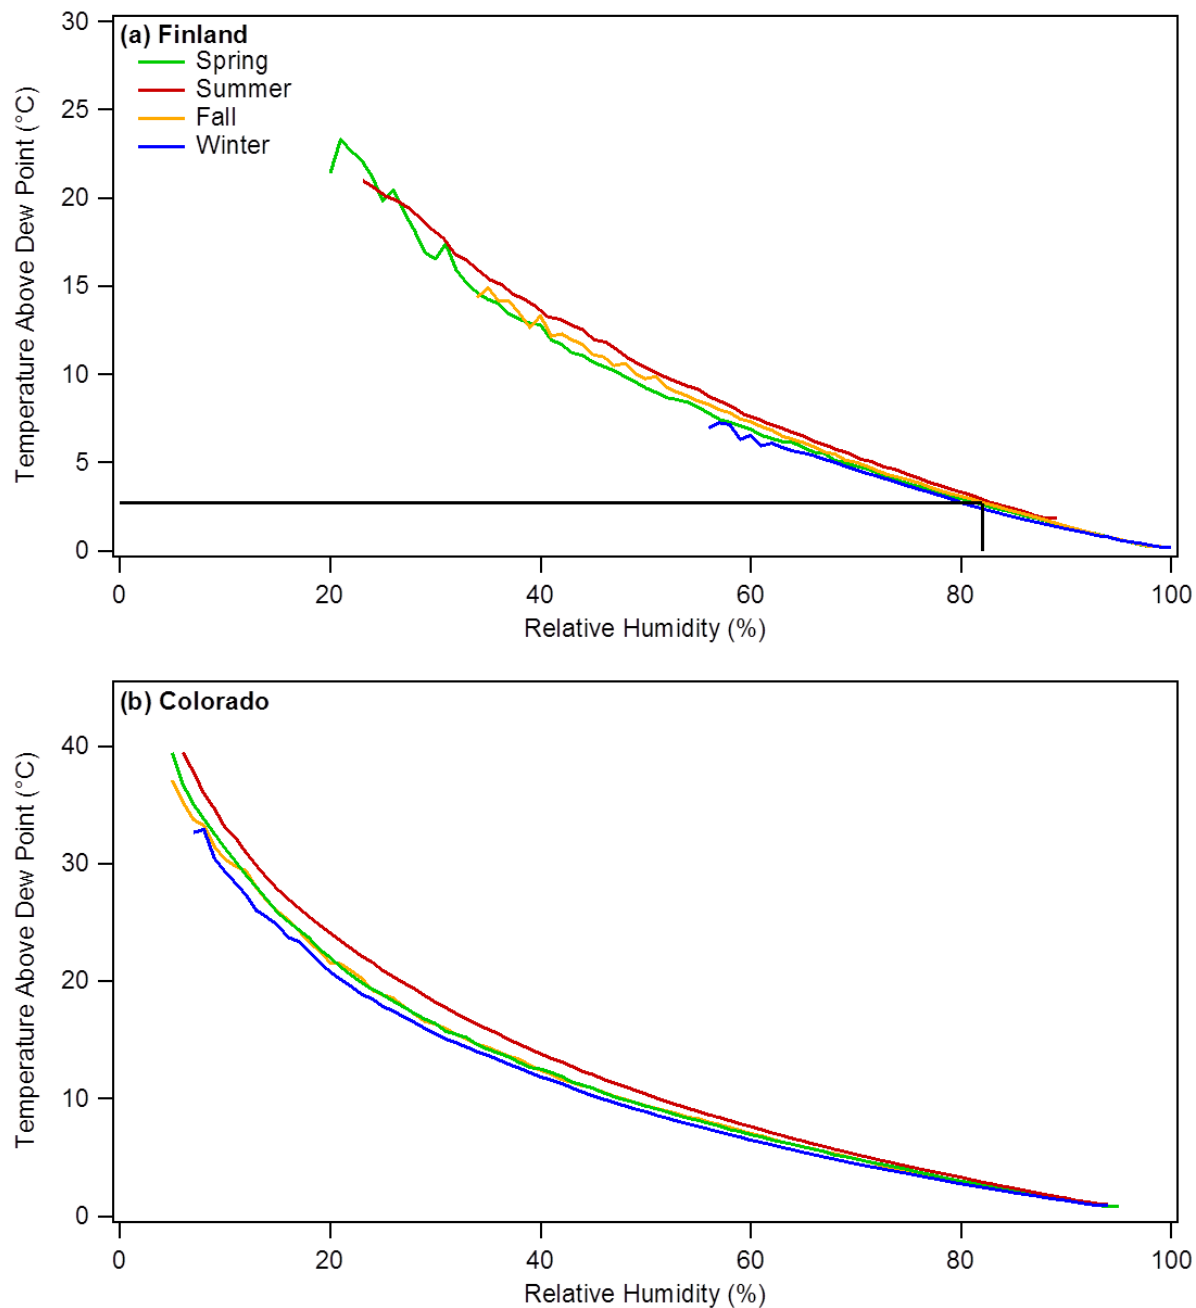 (a) Finland
Spring
Summer
Fall
Winter
Temperature Above Dew Point (°C)
30
25
20
15
10
5
0
0 20 40 60 80 100
Relative Humidity (%)
(b) Colorado
Temperature Above Dew Point (°C)
40
30
20
10
0
0 20 40 60 80 100
Relative Humidity (%)